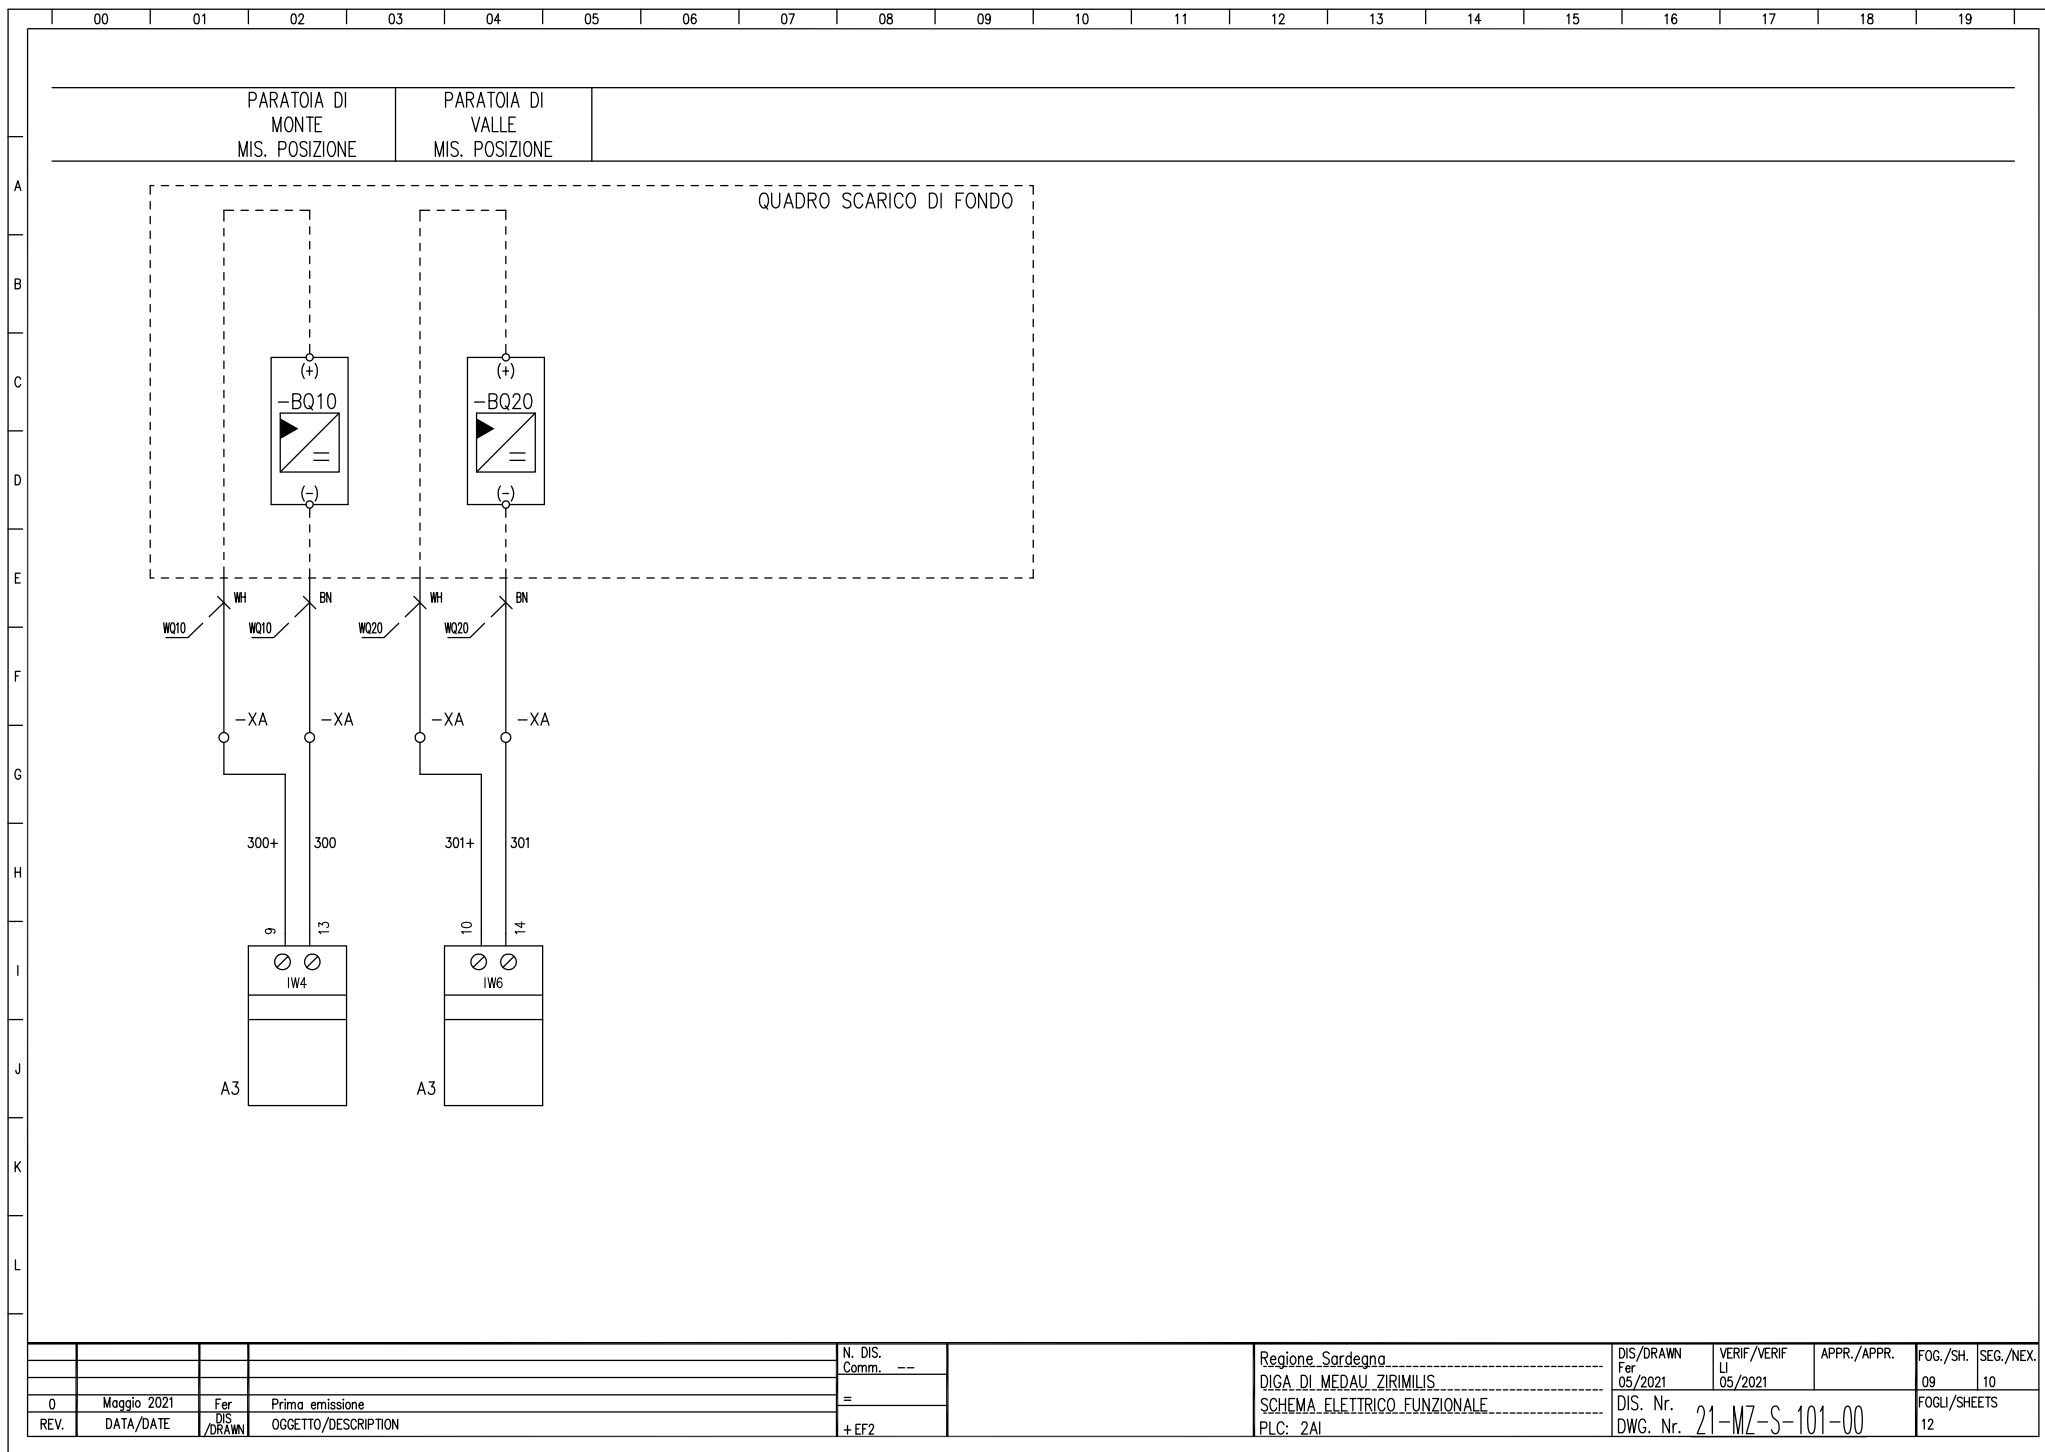 00 01 02 03 04 05 06 07 08 09 10 11 12 13 14 15 16 17 18 19
PARATOIA DI
MONTE
MIS. POSIZIONE
PARATOIA DI
VALLE
MIS. POSIZIONE
A
QUADRO SCARICO DI FONDO
B
C
(+) (+)
-BQ10 -BQ20
D
(-) (-)
E
WH BN WH BN
WQ10 WQ10 WQ20 WQ20
F
-XA -XA -XA -XA
G
300+ 300 301+ 301
H
9 13 10 14
I
IW4 IW6
J
A3 A3
K
L
0 Maggio 2021 Fer Prima emissione
REV. DATA/DATE DIS /DRAWN OGGETTO/DESCRIPTION
N. DIS.
Comm. --
=
+EF2
Regione Sardegna
DIGA DI MEDAU ZIRIMILIS
SCHEMA ELETTRICO FUNZIONALE
PLC: 2AI
DIS/DRAWN
Fer
05/2021
VERIF/VERIF
LI
05/2021
APPR./APPR.
FOG./SH.
09
SEG./NEX.
10
DIS. Nr.
DWG. Nr. 21-MZ-S-101-00
FOGLI/SHEETS
12